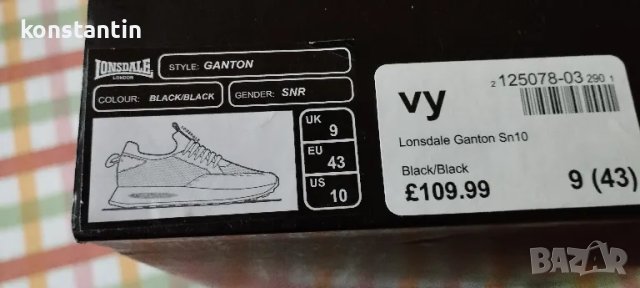 konstantin
LONSDALE
LONDON
STYLE: GANTON
COLOUR: BLACK/BLACK
GENDER: SNR
UK
9
EU
43
US
10
vy
2 125078-03 290 1
Lonsdale Ganton Sn10
Black/Black
£109.99
9 (43)
BAZAR